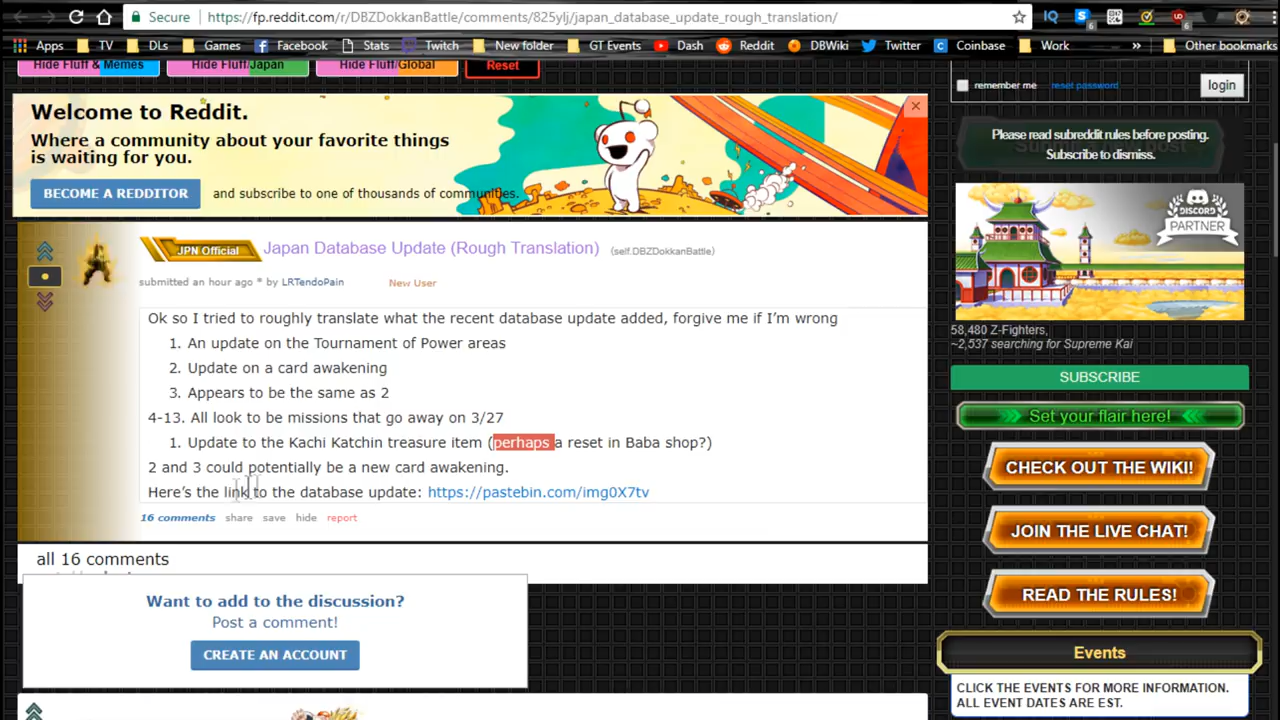 Secure
https://fp.reddit.com/r/DBZDokkanBattle/comments/825ylj/japan_database_update_rough_translation/
Apps TV DLs Games Facebook Stats Twitch New folder GT Events Dash Reddit DBWiki Twitter Coinbase Work » Other bookmarks
Hide Fluff & Memes Hide Fluff/Japan Hide Fluff/Global Reset
remember me reset password login
Welcome to Reddit.
Where a community about your favorite things
is waiting for you.
BECOME A REDDITOR and subscribe to one of thousands of communities.
Please read subreddit rules before posting.
Subscribe to dismiss.
DISCORD
PARTNER
JPN Official Japan Database Update (Rough Translation) (self.DBZDokkanBattle)
submitted an hour ago * by LRTendoPain New User
Ok so I tried to roughly translate what the recent database update added, forgive me if I'm wrong
1. An update on the Tournament of Power areas
2. Update on a card awakening
3. Appears to be the same as 2
4-13. All look to be missions that go away on 3/27
1. Update to the Kachi Katchin treasure item (perhaps a reset in Baba shop?)
2 and 3 could potentially be a new card awakening.
Here's the link to the database update: https://pastebin.com/img0X7tv
16 comments share save hide report
all 16 comments
Want to add to the discussion?
Post a comment!
CREATE AN ACCOUNT
58,480 Z-Fighters,
~2,537 searching for Supreme Kai
SUBSCRIBE
Set your flair here!
CHECK OUT THE WIKI!
JOIN THE LIVE CHAT!
READ THE RULES!
Events
CLICK THE EVENTS FOR MORE INFORMATION.
ALL EVENT DATES ARE EST.